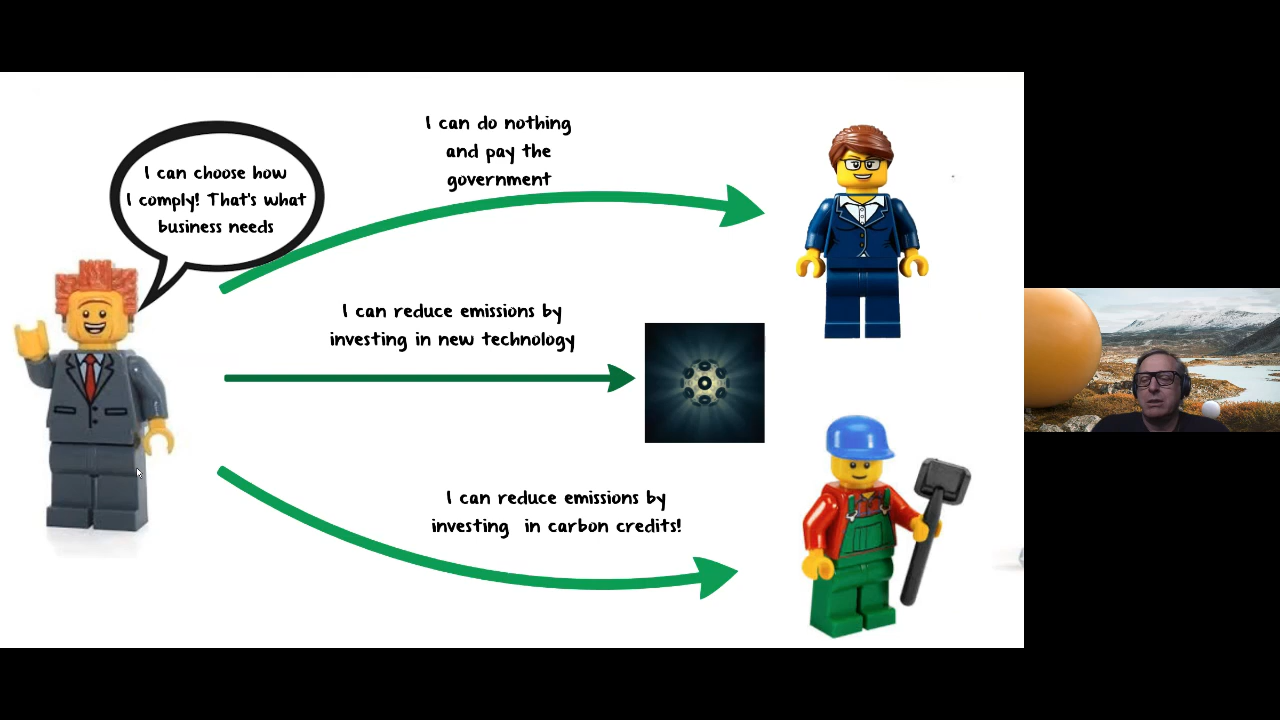 I can do nothing
and pay the
government
I can choose how
I comply! That's what
business needs
I can reduce emissions by
investing in new technology
I can reduce emissions by
investing in carbon credits!